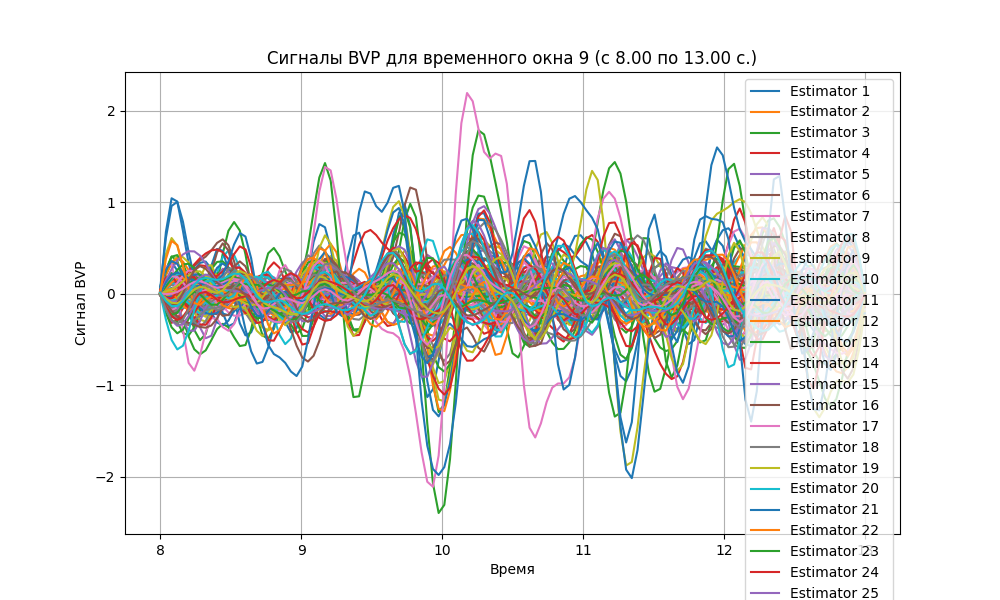 Сигналы BVP для временного окна 9 (с 8.00 по 13.00 с.)
Сигнал BVP
2
1
0
−1
−2
8
9
10
11
12
Время
Estimator 1
Estimator 2
Estimator 3
Estimator 4
Estimator 5
Estimator 6
Estimator 7
Estimator 8
Estimator 9
Estimator 10
Estimator 11
Estimator 12
Estimator 13
Estimator 14
Estimator 15
Estimator 16
Estimator 17
Estimator 18
Estimator 19
Estimator 20
Estimator 21
Estimator 22
Estimator 23
Estimator 24
Estimator 25